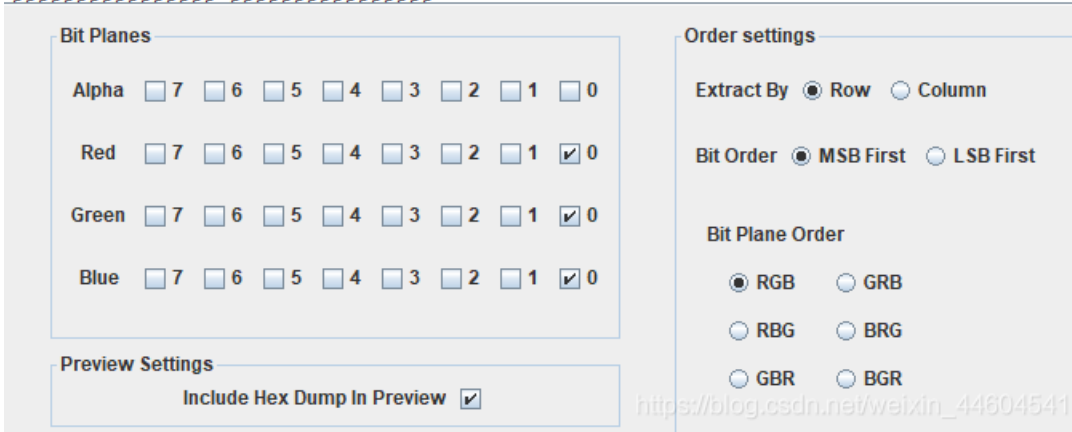 Bit Planes
Alpha 7 6 5 4 3 2 1 0
Red 7 6 5 4 3 2 1 0
Green 7 6 5 4 3 2 1 0
Blue 7 6 5 4 3 2 1 0
Preview Settings
Include Hex Dump In Preview
Order settings
Extract By Row Column
Bit Order MSB First LSB First
Bit Plane Order
RGB GRB
RBG BRG
GBR BGR
https://blog.csdn.net/weixin_44604541